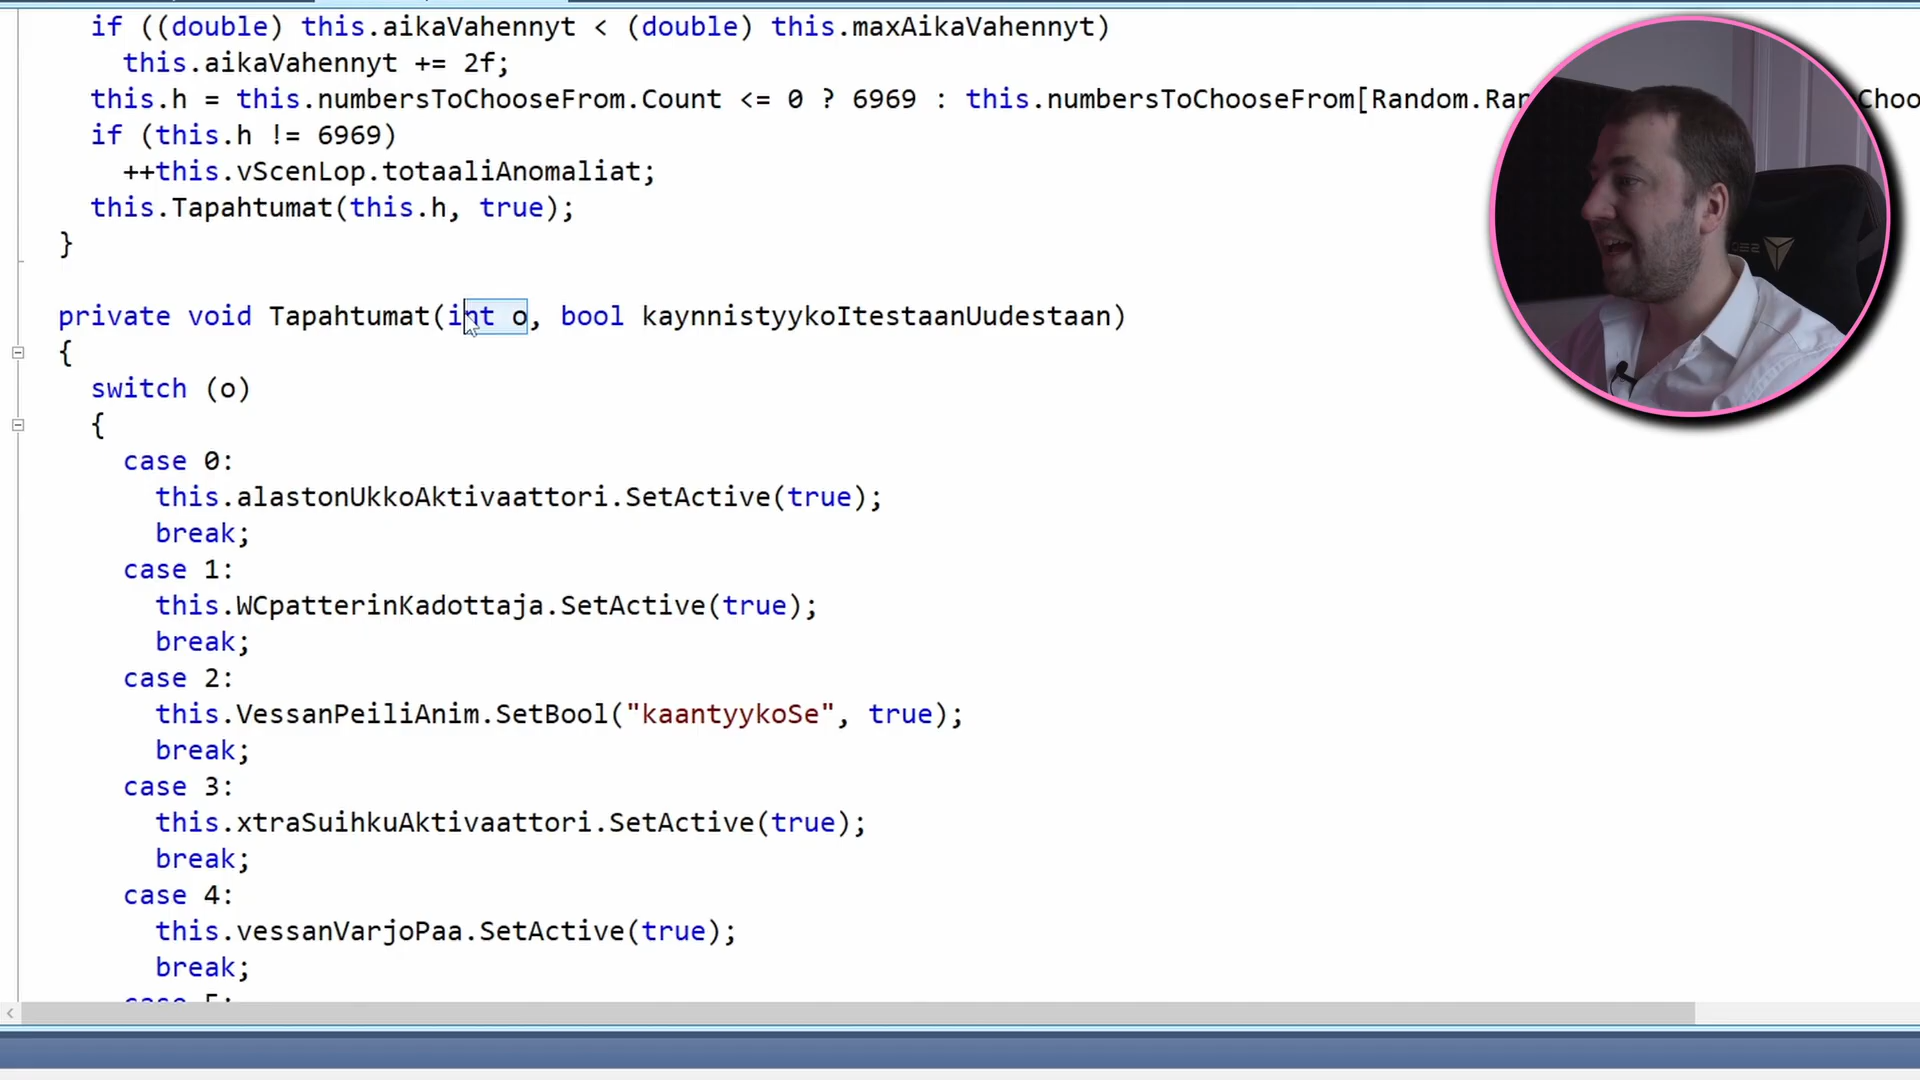 if ((double) this.aikaVahennyt < (double) this.maxAikaVahennyt)
this.aikaVahennyt += 2f;
this.h = this.numbersToChooseFrom.Count <= 0 ? 6969 : this.numbersToChooseFrom[Random.Ran Choo
if (this.h != 6969)
++this.vScenLop.totaaliAnomaliat;
this.Tapahtumat(this.h, true);
}
private void Tapahtumat(int o, bool kaynnistyykoItestaanUudestaan)
{
switch (o)
{
case 0:
this.alastonUkkoAktivaattori.SetActive(true);
break;
case 1:
this.WCpatterinKadottaja.SetActive(true);
break;
case 2:
this.VessanPeiliAnim.SetBool("kaantyykoSe", true);
break;
case 3:
this.xtraSuihkuAktivaattori.SetActive(true);
break;
case 4:
this.vessanVarjoPaa.SetActive(true);
break;